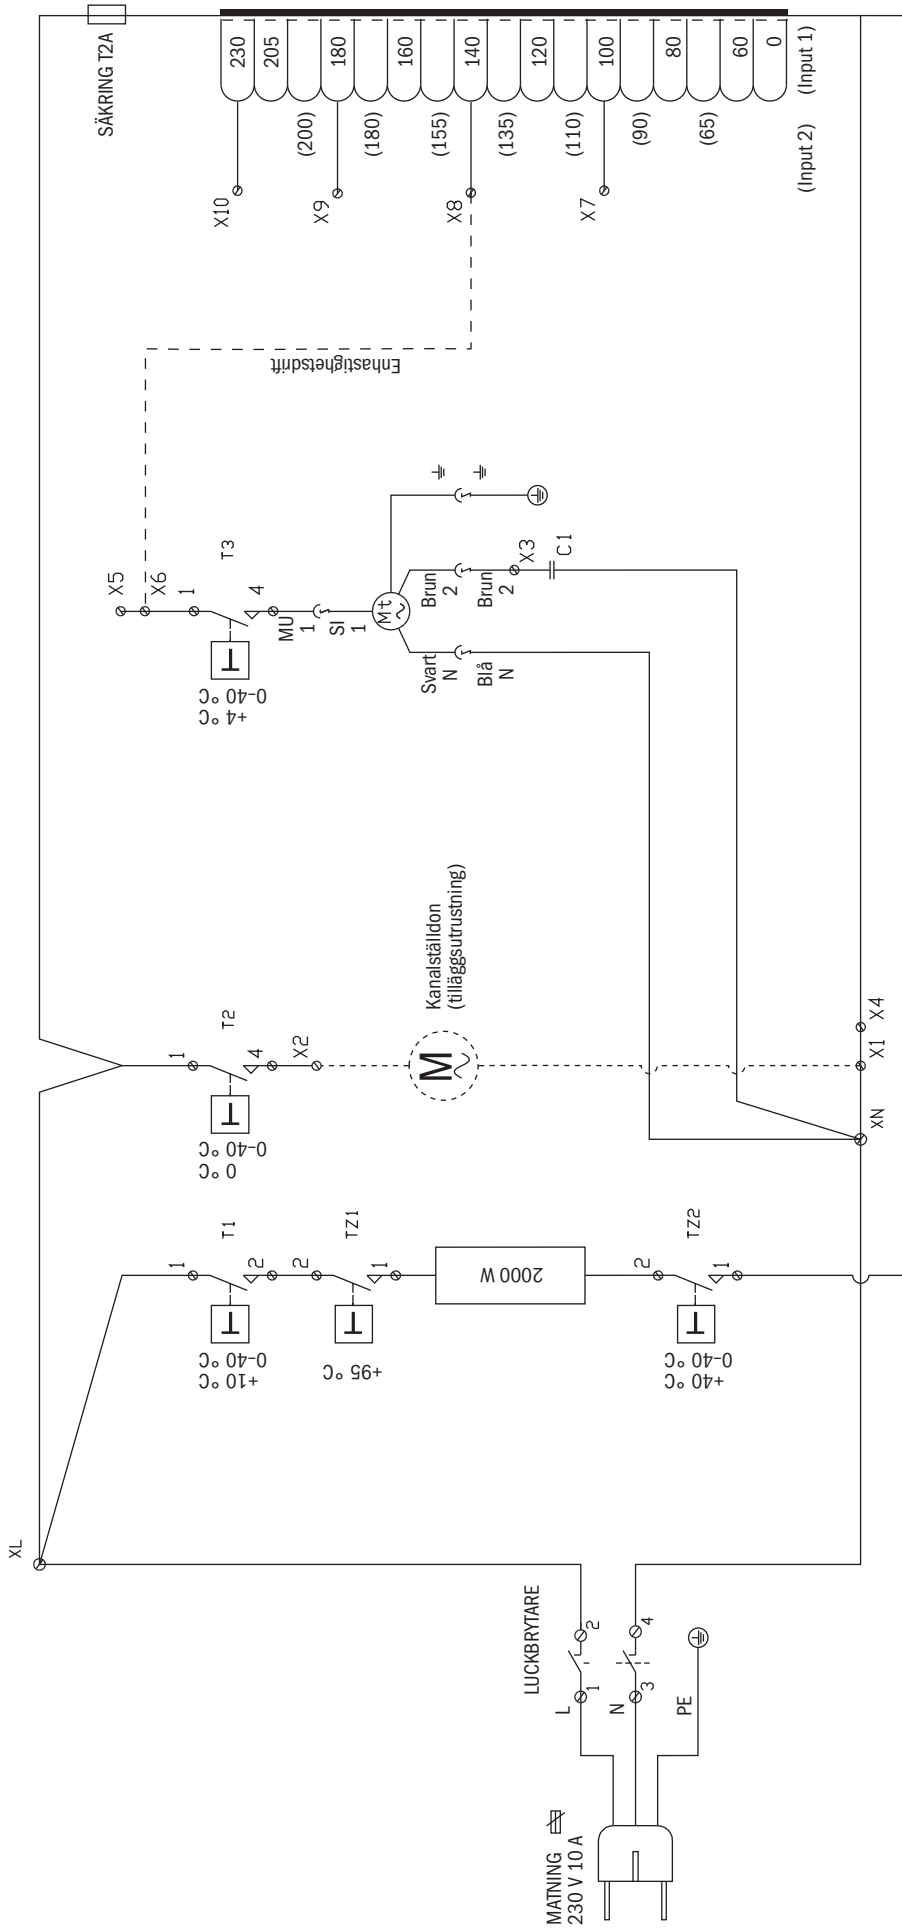 MATNING
230 V 10 A
L
N
PE
1
2
3
4
LUCKBRYTARE
XL
1
T1
2
+10 °C
0-40 °C
2
TZ1
1
+95 °C
2000 W
2
TZ2
1
+40 °C
0-40 °C
1
T2
4
X2
0 °C
0-40 °C
M
Kanalställdon
(tilläggsutrustning)
XN
X1
X4
X5
X6
1
T3
4
+4 °C
0-40 °C
MU
1
SI
1
Mt
Svart
N
Blå
N
Brun
2
Brun
2
X3
C1
Enhastighetsdrift
SÄKRING T2A
X10
X9
X8
X7
230
205
180
160
140
120
100
80
60
0
(Input 1)
(200)
(180)
(155)
(135)
(110)
(90)
(65)
(Input 2)
T
T
T
T
T